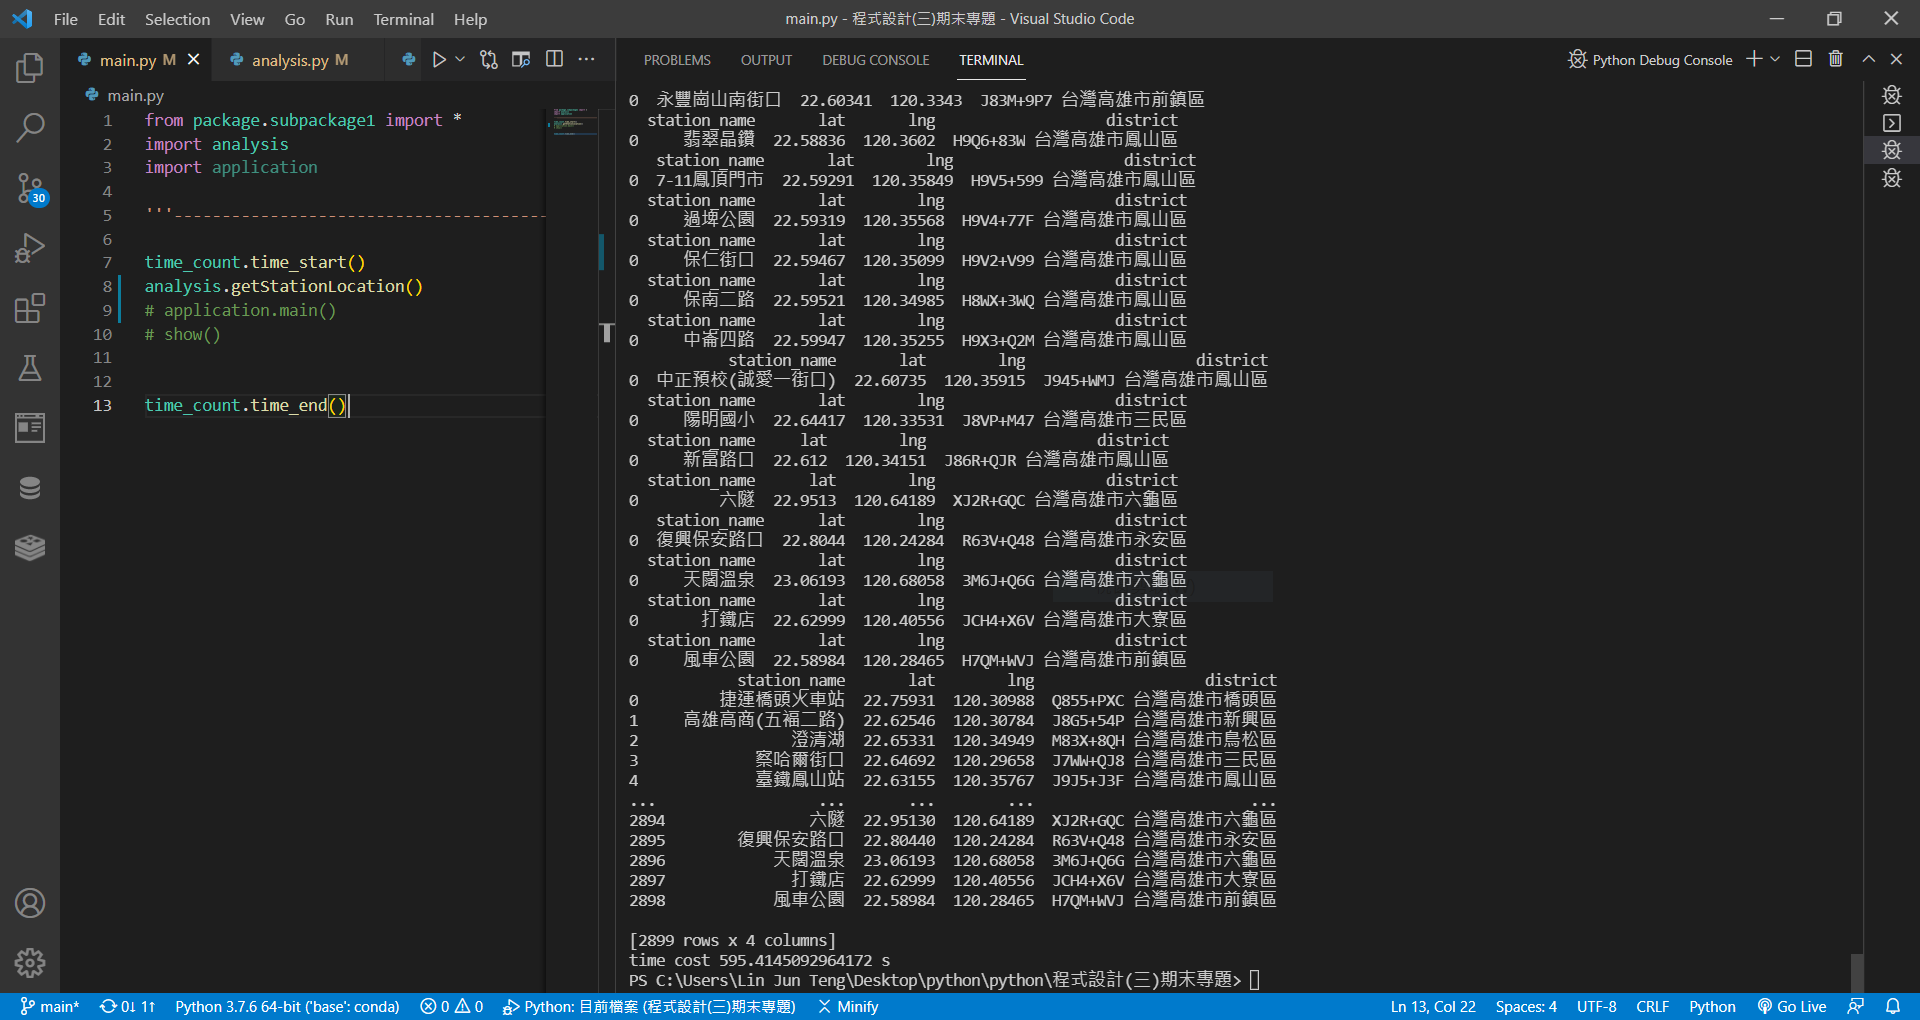 File Edit Selection View Go Run Terminal Help
main.py - 程式設計(三)期末專題 - Visual Studio Code
main.py M
analysis.py M
main.py
1 from package.subpackage1 import *
2 import analysis
3 import application
4
5 '''---------------------------------------
6
7 time_count.time_start()
8 analysis.getStationLocation()
9 # application.main()
10 # show()
11
12
13 time_count.time_end()
30
PROBLEMS OUTPUT DEBUG CONSOLE TERMINAL
Python Debug Console
0 永豐崗山南街口 22.60341 120.3343 J83M+9P7 台灣高雄市前鎮區
station_name lat lng district
0 翡翠晶鑽 22.58836 120.3602 H9Q6+83W 台灣高雄市鳳山區
station_name lat lng district
0 7-11鳳頂門市 22.59291 120.35849 H9V5+599 台灣高雄市鳳山區
station_name lat lng district
0 過埤公園 22.59319 120.35568 H9V4+77F 台灣高雄市鳳山區
station_name lat lng district
0 保仁街口 22.59467 120.35099 H9V2+V99 台灣高雄市鳳山區
station_name lat lng district
0 保南二路 22.59521 120.34985 H8WX+3WQ 台灣高雄市鳳山區
station_name lat lng district
0 中崙四路 22.59947 120.35255 H9X3+Q2M 台灣高雄市鳳山區
station_name lat lng district
0 中正預校(誠愛一街口) 22.60735 120.35915 J945+WMJ 台灣高雄市鳳山區
station_name lat lng district
0 陽明國小 22.64417 120.33531 J8VP+M47 台灣高雄市三民區
station_name lat lng district
0 新富路口 22.612 120.34151 J86R+QJR 台灣高雄市鳳山區
station_name lat lng district
0 六隧 22.9513 120.64189 XJ2R+GQC 台灣高雄市六龜區
station_name lat lng district
0 復興保安路口 22.8044 120.24284 R63V+Q48 台灣高雄市永安區
station_name lat lng district
0 天闊溫泉 23.06193 120.68058 3M6J+Q6G 台灣高雄市六龜區
station_name lat lng district
0 打鐵店 22.62999 120.40556 JCH4+X6V 台灣高雄市大寮區
station_name lat lng district
0 風車公園 22.58984 120.28465 H7QM+WVJ 台灣高雄市前鎮區
station_name lat lng district
0 捷運橋頭火車站 22.75931 120.30988 Q855+PXC 台灣高雄市橋頭區
1 高雄高商(五福二路) 22.62546 120.30784 J8G5+54P 台灣高雄市新興區
2 澄清湖 22.65331 120.34949 M83X+8QH 台灣高雄市鳥松區
3 察哈爾街口 22.64692 120.29658 J7WW+QJ8 台灣高雄市三民區
4 臺鐵鳳山站 22.63155 120.35767 J9J5+J3F 台灣高雄市鳳山區
... ... ... ... ...
2894 六隧 22.95130 120.64189 XJ2R+GQC 台灣高雄市六龜區
2895 復興保安路口 22.80440 120.24284 R63V+Q48 台灣高雄市永安區
2896 天闊溫泉 23.06193 120.68058 3M6J+Q6G 台灣高雄市六龜區
2897 打鐵店 22.62999 120.40556 JCH4+X6V 台灣高雄市大寮區
2898 風車公園 22.58984 120.28465 H7QM+WVJ 台灣高雄市前鎮區
[2899 rows x 4 columns]
time cost 595.4145092964172 s
PS C:\Users\Lin Jun Teng\Desktop\python\python\程式設計(三)期末專題>
main* 0↓ 1↑ Python 3.7.6 64-bit ('base': conda) 0 0 Python: 目前檔案 (程式設計(三)期末專題) Minify
Ln 13, Col 22 Spaces: 4 UTF-8 CRLF Python Go Live